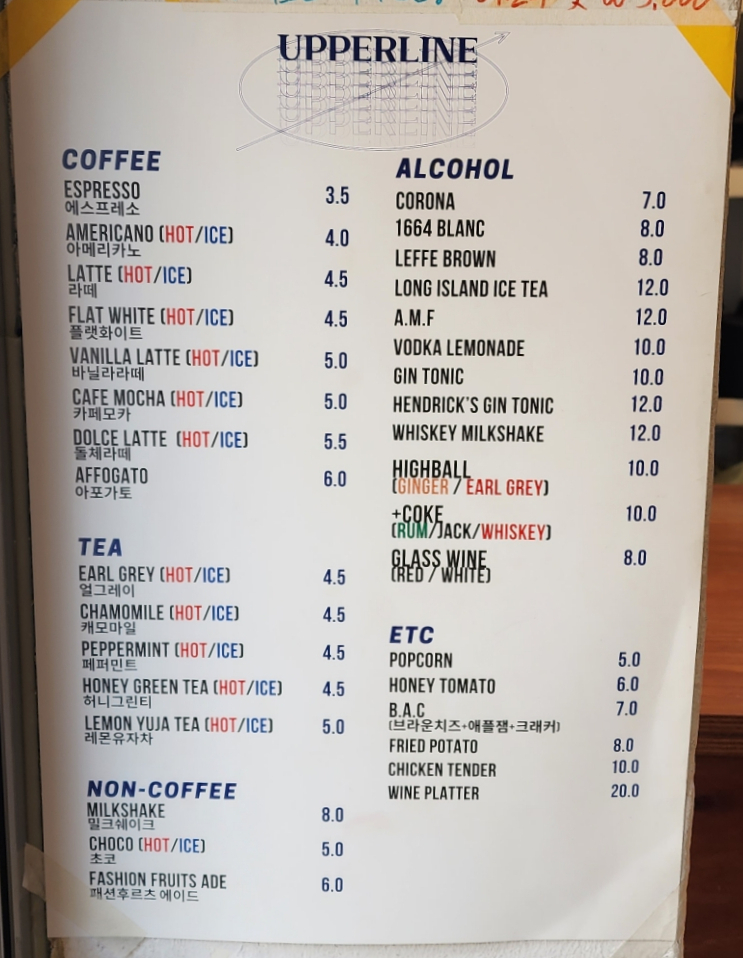 UPPERLINE
COFFEE
ESPRESSO 3.5
에스프레소
AMERICANO (HOT/ICE) 4.0
아메리카노
LATTE (HOT/ICE) 4.5
라떼
FLAT WHITE (HOT/ICE) 4.5
플랫화이트
VANILLA LATTE (HOT/ICE) 5.0
바닐라라떼
CAFE MOCHA (HOT/ICE) 5.0
카페모카
DOLCE LATTE (HOT/ICE) 5.5
돌체라떼
AFFOGATO 6.0
아포가토
TEA
EARL GREY (HOT/ICE) 4.5
얼그레이
CHAMOMILE (HOT/ICE) 4.5
캐모마일
PEPPERMINT (HOT/ICE) 4.5
페퍼민트
HONEY GREEN TEA (HOT/ICE) 4.5
허니그린티
LEMON YUJA TEA (HOT/ICE) 5.0
레몬유자차
NON-COFFEE
MILKSHAKE 8.0
밀크쉐이크
CHOCO (HOT/ICE) 5.0
초코
FASHION FRUITS ADE 6.0
패션후르츠 에이드
ALCOHOL
CORONA 7.0
1664 BLANC 8.0
LEFFE BROWN 8.0
LONG ISLAND ICE TEA 12.0
A.M.F 12.0
VODKA LEMONADE 10.0
GIN TONIC 10.0
HENDRICK'S GIN TONIC 12.0
WHISKEY MILKSHAKE 12.0
HIGHBALL 10.0
(GINGER / EARL GREY)
+COKE 10.0
(RUM/JACK/WHISKEY)
GLASS WINE 8.0
(RED / WHITE)
ETC
POPCORN 5.0
HONEY TOMATO 6.0
B.A.C 7.0
(브라운치즈+애플잼+크래커)
FRIED POTATO 8.0
CHICKEN TENDER 10.0
WINE PLATTER 20.0